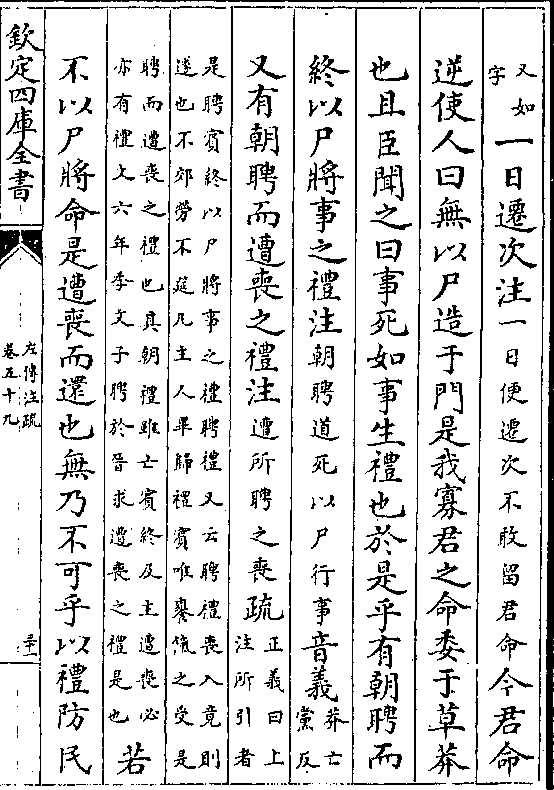 又如字一日遷次注一日便遷次不敢留君命今君命
逆使人曰無以尸造于門是我寡君之命委于草莽
也且臣聞之曰事死如事生禮也於是乎有朝聘而
終以尸將事之禮注朝聘道死以尸行事音義莽亡黨反
又有朝聘而遭喪之禮注遭所聘之喪疏正義曰上注所引者
是聘賓終以尸將事之禮聘禮又云聘禮喪入竟則
遂也不郊勞不筵几主人畢歸禮賓唯饔餼之受是
聘而遭喪之禮也其朝禮雖亡賓終及主遭喪必
亦有禮文六年季文子聘於晉求遭喪之禮是也若
不以尸將命是遭喪而還也無乃不可乎以禮防民
欽定四庫全書
左傳注疏
卷五十九